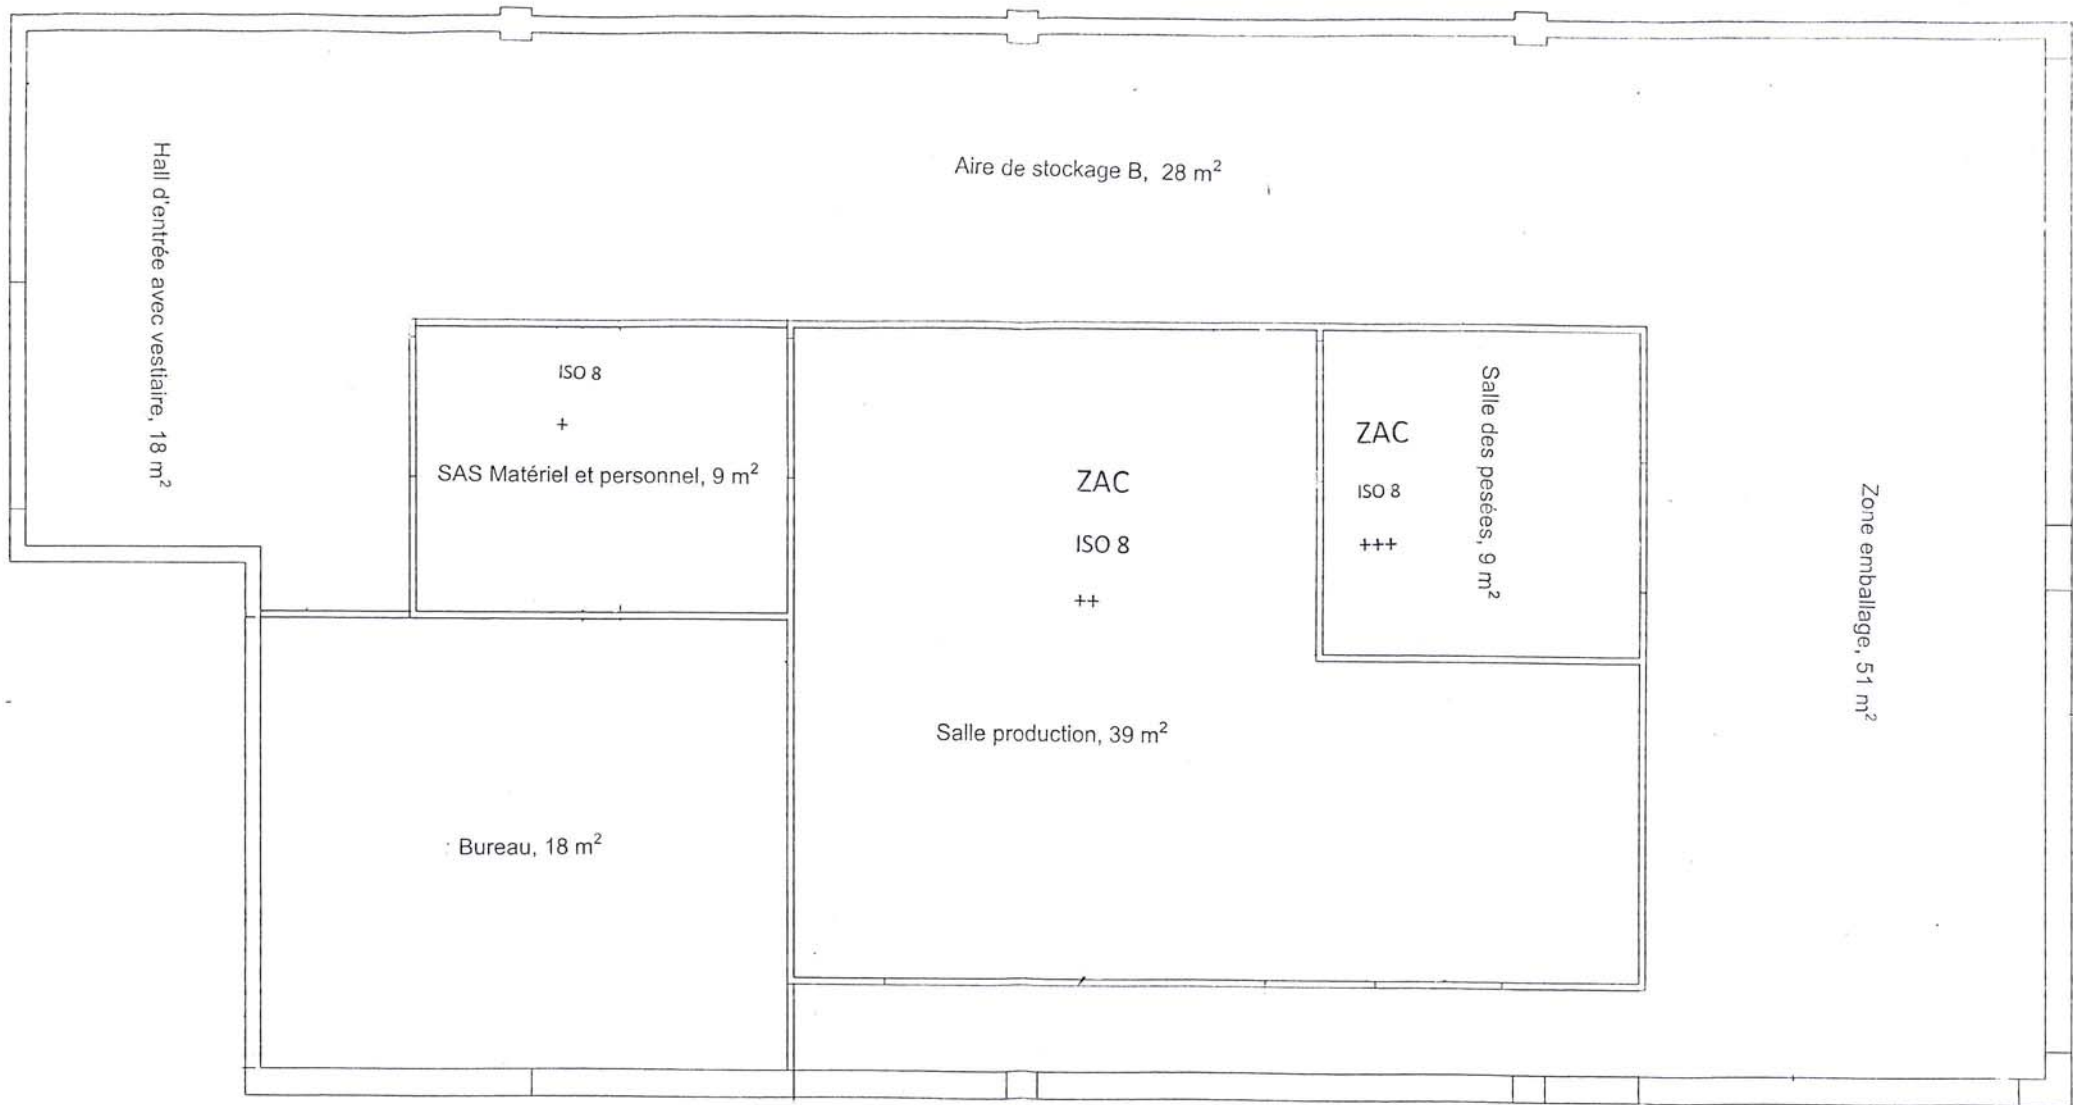 Aire de stockage B, 28 m²
Hall d'entrée avec vestiaire, 18 m²
ISO 8
+
SAS Matériel et personnel, 9 m²
ZAC
ISO 8
++
Salle production, 39 m²
ZAC
ISO 8
+++
Salle des pesées, 9 m²
Zone emballage, 51 m²
Bureau, 18 m²